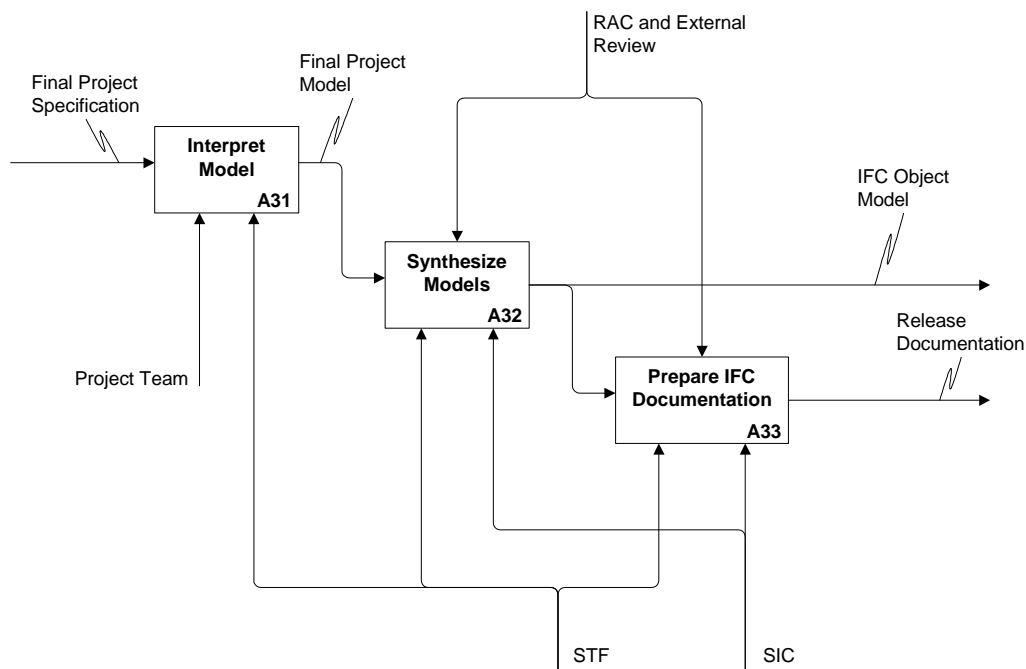 RAC and External
Review
Final Project
Model
Final Project
Specification
Interpret
Model
A31
IFC Object
Model
Synthesize
Models
A32
Release
Documentation
Project Team
Prepare IFC
Documentation
A33
STF
SIC